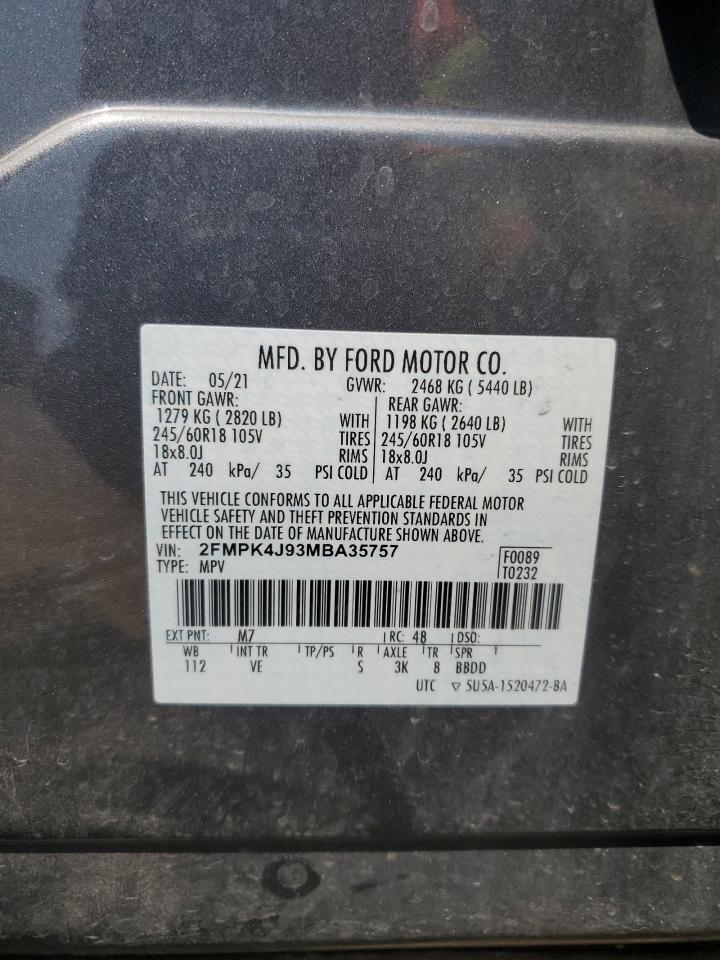 MFD. BY FORD MOTOR CO.
DATE: 05/21 GVWR: 2468 KG ( 5440 LB)
FRONT GAWR: REAR GAWR:
1279 KG ( 2820 LB) WITH 1198 KG ( 2640 LB) WITH
245/60R18 105V TIRES 245/60R18 105V TIRES
18x8.0J RIMS 18x8.0J RIMS
AT 240 kPa/ 35 PSI COLD AT 240 kPa/ 35 PSI COLD
THIS VEHICLE CONFORMS TO ALL APPLICABLE FEDERAL MOTOR
VEHICLE SAFETY AND THEFT PREVENTION STANDARDS IN
EFFECT ON THE DATE OF MANUFACTURE SHOWN ABOVE.
VIN: 2FMPK4J93MBA35757 F0089
TYPE: MPV T0232
EXT PNT: M7 RC: 48 DSO:
WB INT TR TP/PS R AXLE TR SPR
112 VE S 3K 8 BBDD
UTC ▽ 5U5A-1520472-BA